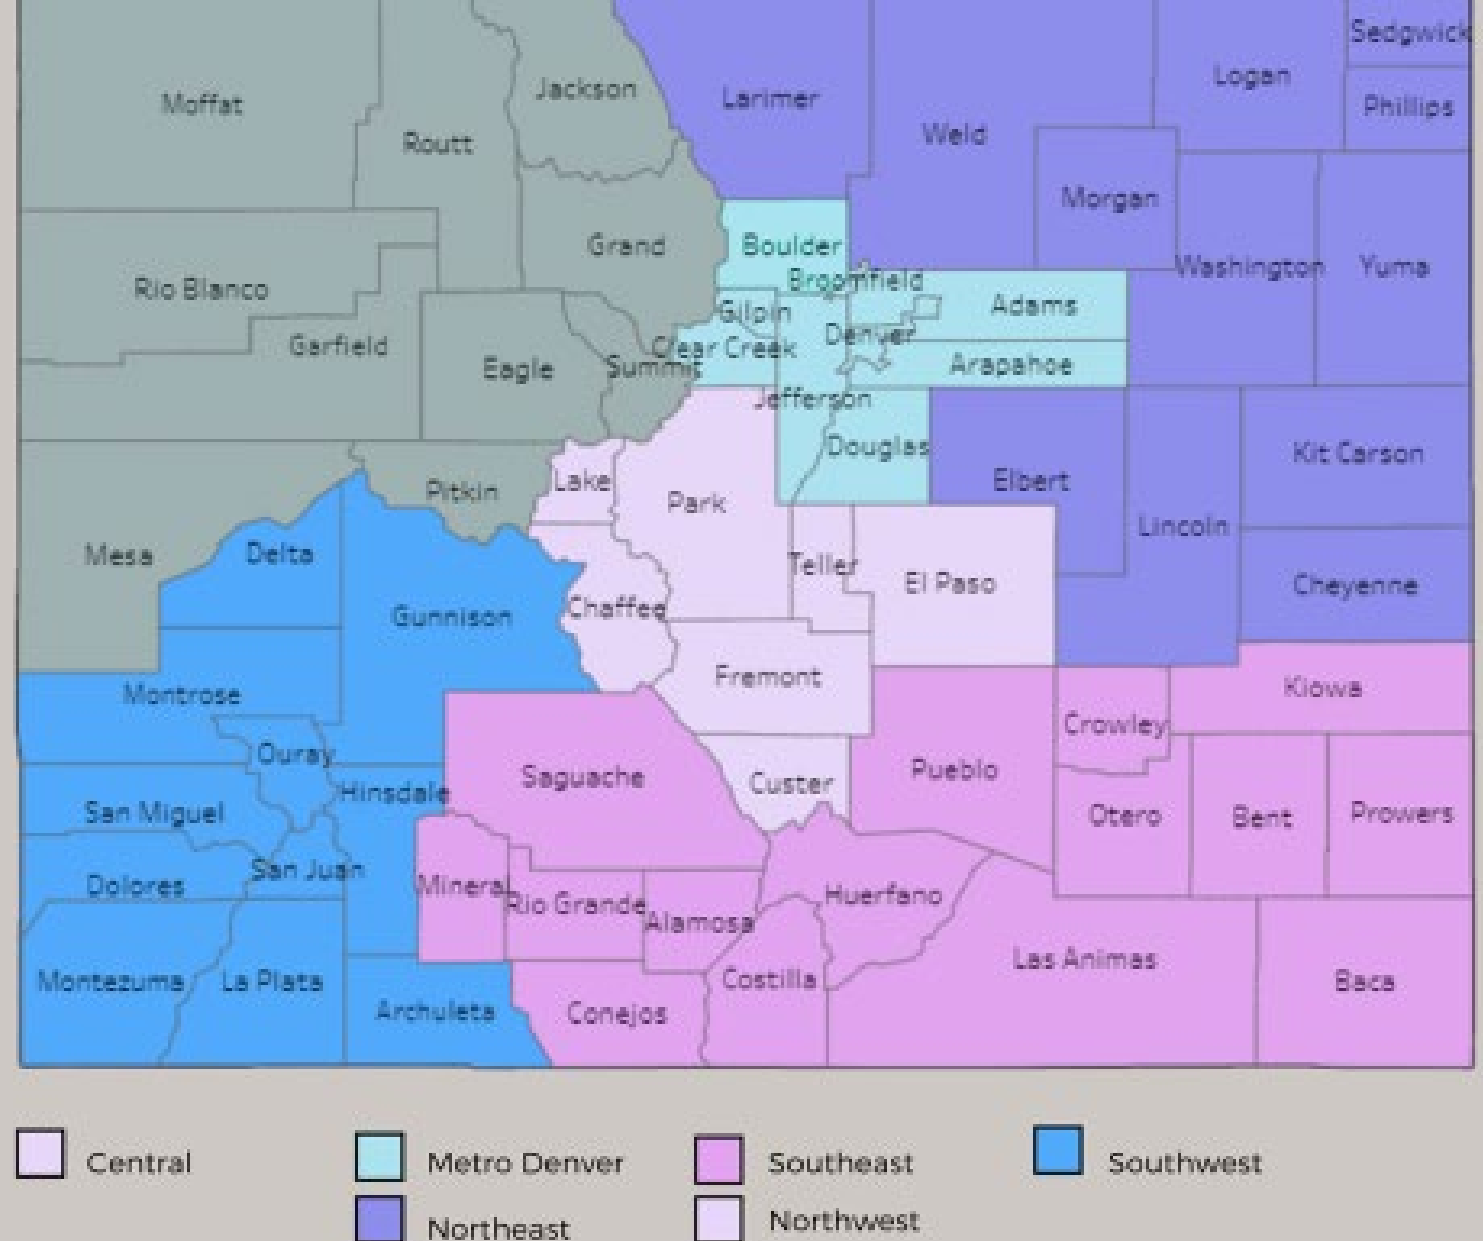 Sedgwick
Logan
Jackson
Larimer
Moffat
Phillips
Weld
Routt
Morgan
Grand
Boulder
Washington
Yuma
Rio Blanco
Broomfield
Gilpin
Adams
Denver
Garfield
Clear Creek
Eagle
Summit
Arapahoe
Jefferson
Douglas
Kit Carson
Lake
Elbert
Pitkin
Park
Lincoln
Mesa
Delta
Teller
El Paso
Cheyenne
Gunnison
Chaffee
Fremont
Kiowa
Montrose
Crowley
Ouray
Saguache
Pueblo
Custer
Hinsdale
San Miguel
Otero
Bent
Prowers
San Juan
Dolores
Mineral
Rio Grande
Huerfano
Alamosa
Las Animas
Montezuma
La Plata
Costilla
Baca
Archuleta
Conejos
Central
Metro Denver
Southeast
Southwest
Northeast
Northwest